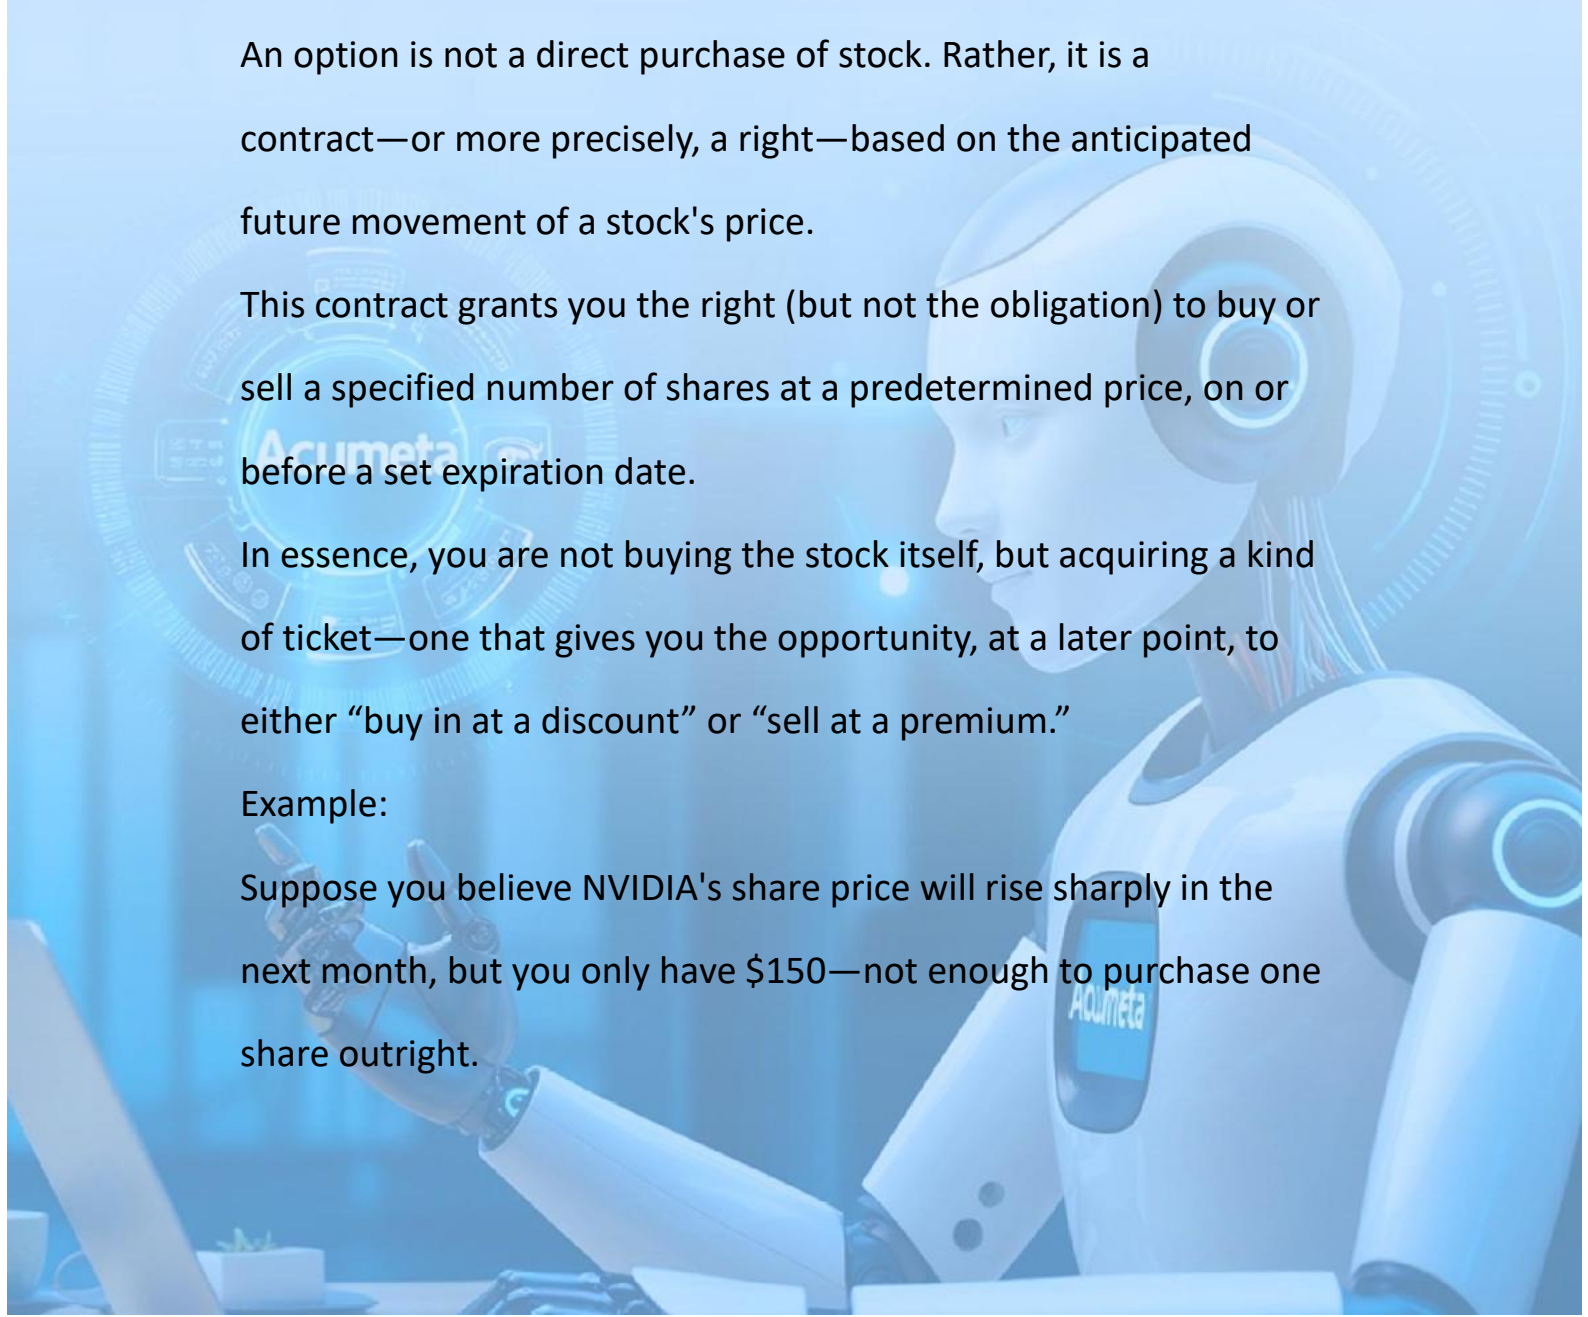 An option is not a direct purchase of stock. Rather, it is a
contract—or more precisely, a right—based on the anticipated
future movement of a stock's price.
This contract grants you the right (but not the obligation) to buy or
sell a specified number of shares at a predetermined price, on or
Acumeta
before a set expiration date.
In essence, you are not buying the stock itself, but acquiring a kind
of ticket—one that gives you the opportunity, at a later point, to
either “buy in at a discount” or “sell at a premium.”
Example:
Suppose you believe NVIDIA's share price will rise sharply in the
next month, but you only have $150—not enough to purchase one
Acumeta
share outright.